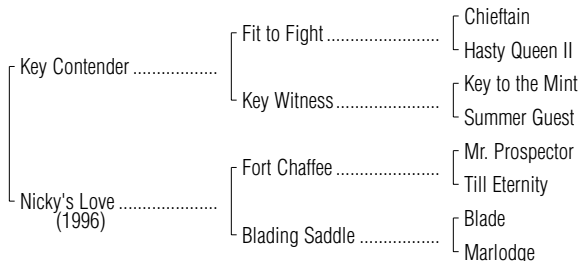 Chieftain
Fit to Fight
Hasty Queen II
Key Contender
Key to the Mint
Key Witness
Summer Guest
Mr. Prospector
Fort Chaffee
Till Eternity
Nicky's Love
(1996)
Blade
Blading Saddle
Marlodge